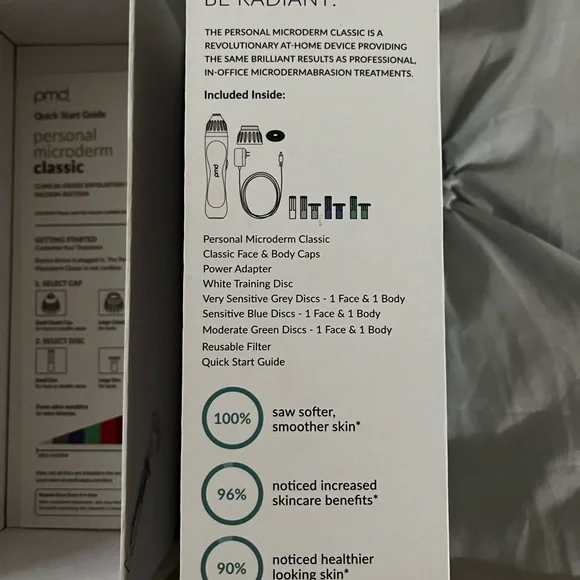 BE RADIANT.
THE PERSONAL MICRODERM CLASSIC IS A
REVOLUTIONARY AT-HOME DEVICE PROVIDING
THE SAME BRILLIANT RESULTS AS PROFESSIONAL,
IN-OFFICE MICRODERMABRASION TREATMENTS.
Included Inside:
pmd
Personal Microderm Classic
Classic Face & Body Caps
Power Adapter
White Training Disc
Very Sensitive Grey Discs - 1 Face & 1 Body
Sensitive Blue Discs - 1 Face & 1 Body
Moderate Green Discs - 1 Face & 1 Body
Reusable Filter
Quick Start Guide
100%
saw softer,
smoother skin*
96%
noticed increased
skincare benefits*
90%
noticed healthier
looking skin*
pmd
Quick Start Guide
personal
microderm
classic
GETTING STARTED
1. SELECT CAP
2. SELECT DISC